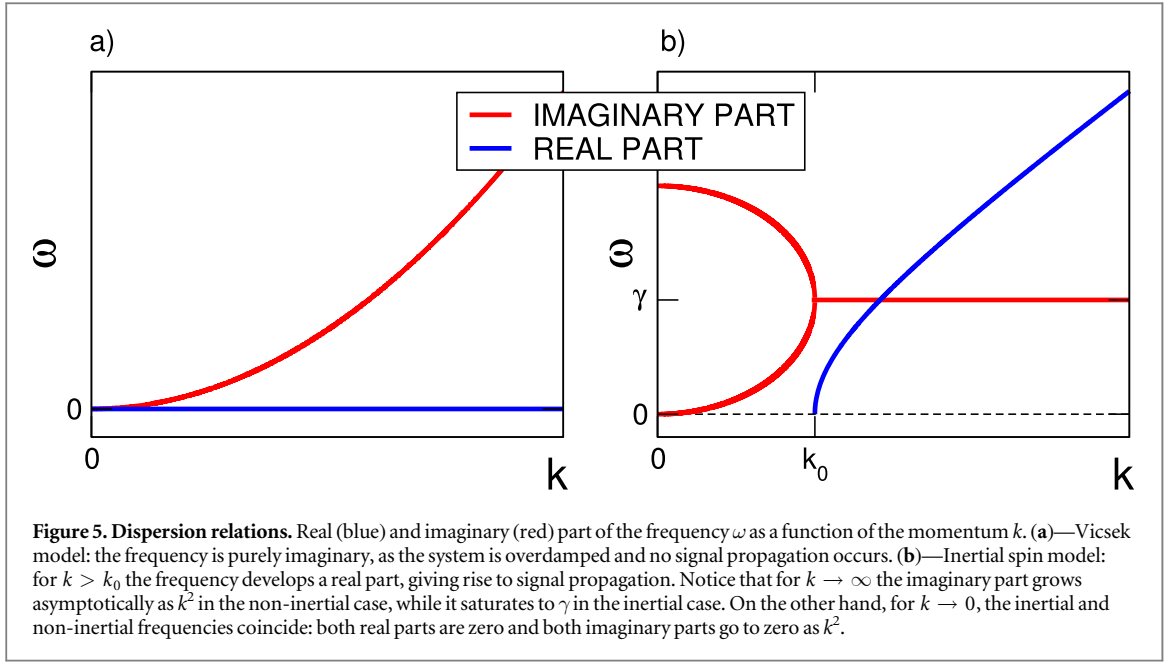 a)
b)
IMAGINARY PART
REAL PART
ω
0
0
k
ω
γ
0
0
k₀
k
Figure 5. Dispersion relations. Real (blue) and imaginary (red) part of the frequency ω as a function of the momentum k. (a)—Vicsek
model: the frequency is purely imaginary, as the system is overdamped and no signal propagation occurs. (b)—Inertial spin model:
for k > k₀ the frequency develops a real part, giving rise to signal propagation. Notice that for k → ∞ the imaginary part grows
asymptotically as k² in the non-inertial case, while it saturates to γ in the inertial case. On the other hand, for k → 0, the inertial and
non-inertial frequencies coincide: both real parts are zero and both imaginary parts go to zero as k².